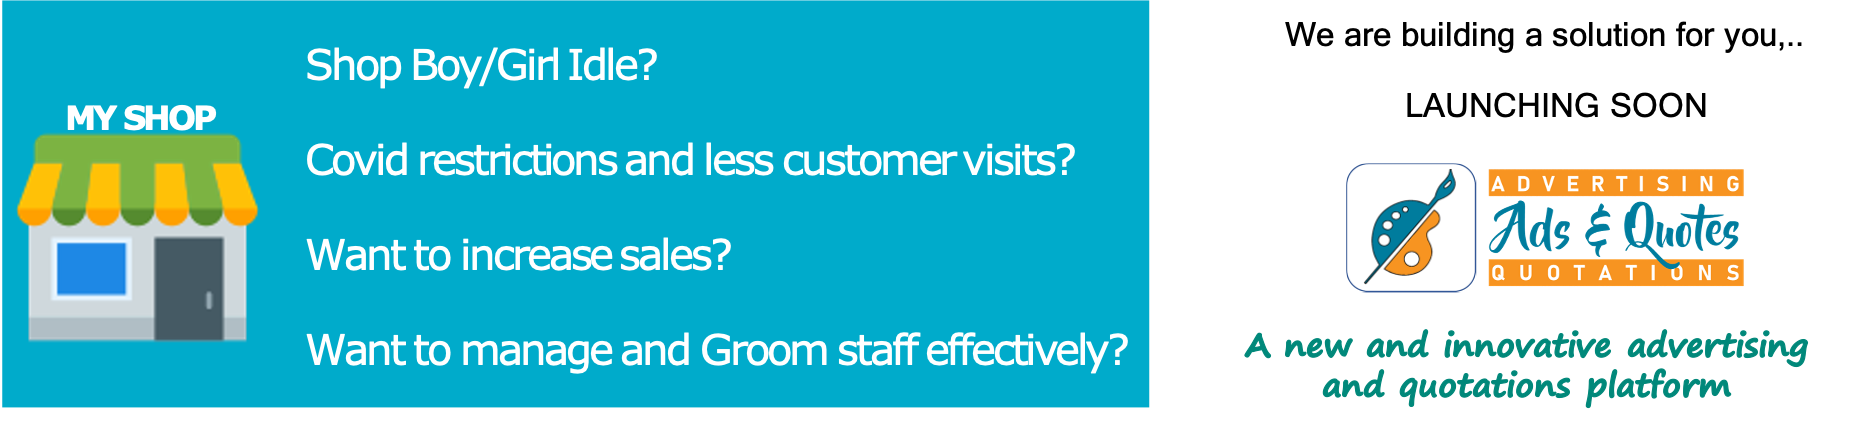 MY SHOP
Shop Boy/Girl Idle?
Covid restrictions and less customer visits?
Want to increase sales?
Want to manage and Groom staff effectively?
We are building a solution for you,..
LAUNCHING SOON
ADVERTISING
Ads & Quotes
QUOTATIONS
A new and innovative advertising
and quotations platform